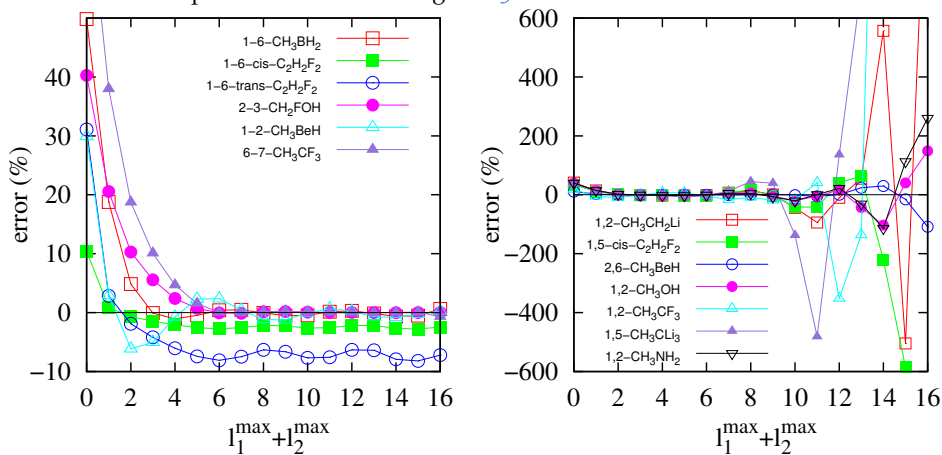 1−6−CH₃BH₂
1−6−cis−C₂H₂F₂
1−6−trans−C₂H₂F₂
2−3−CH₂FOH
1−2−CH₃BeH
6−7−CH₃CF₃
error (%)
40
30
20
10
0
−10
0 2 4 6 8 10 12 14 16
l₁ᵐᵃˣ+l₂ᵐᵃˣ
1,2−CH₃CH₂Li
1,5−cis−C₂H₂F₂
2,6−CH₃BeH
1,2−CH₃OH
1,2−CH₃CF₃
1,5−CH₃CLi₃
1,2−CH₃NH₂
error (%)
600
400
200
0
−200
−400
−600
0 2 4 6 8 10 12 14 16
l₁ᵐᵃˣ+l₂ᵐᵃˣ